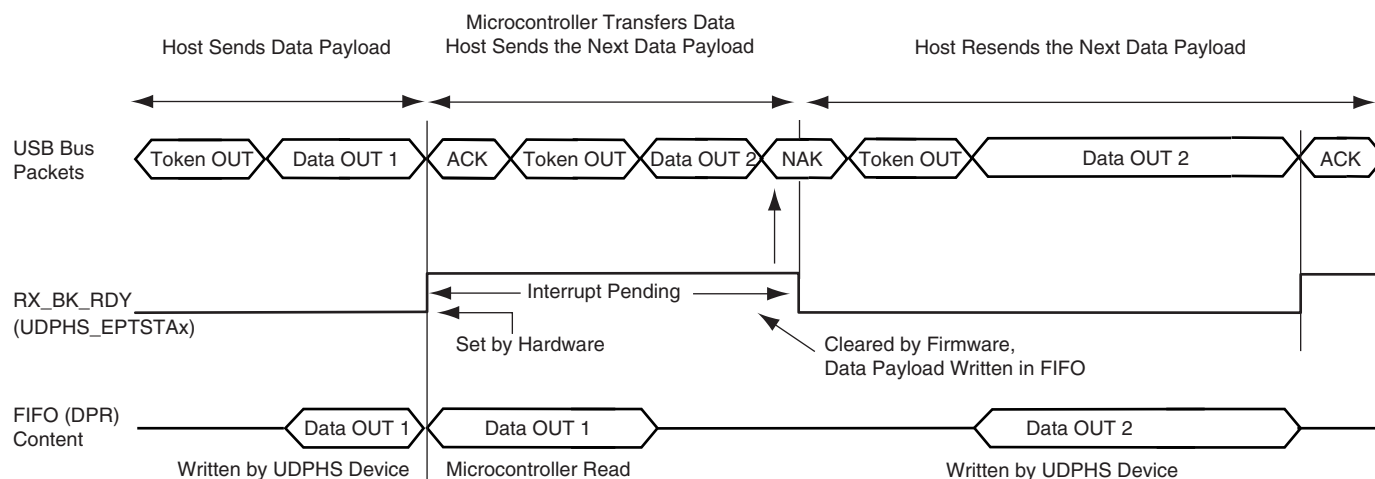 Host Sends Data Payload
Microcontroller Transfers Data
Host Sends the Next Data Payload
Host Resends the Next Data Payload
USB Bus
Packets
Token OUT
Data OUT 1
ACK
Token OUT
Data OUT 2
NAK
Token OUT
Data OUT 2
ACK
RX_BK_RDY
(UDPHS_EPTSTAx)
Interrupt Pending
Set by Hardware
Cleared by Firmware,
Data Payload Written in FIFO
FIFO (DPR)
Content
Data OUT 1
Data OUT 1
Data OUT 2
Written by UDPHS Device
Microcontroller Read
Written by UDPHS Device